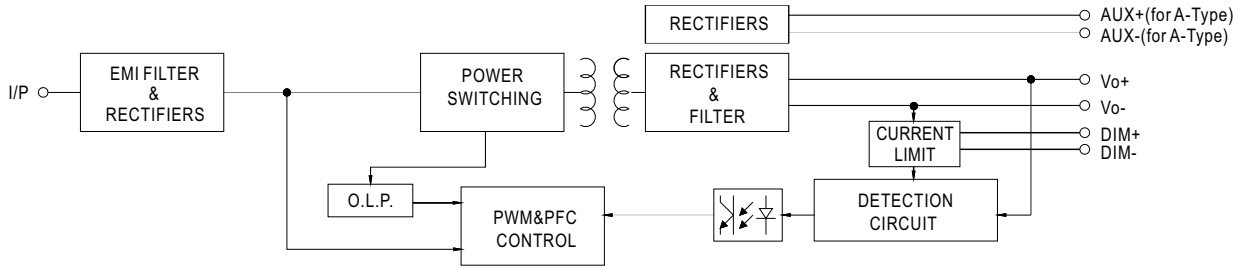 RECTIFIERS
AUX+(for A-Type)
AUX-(for A-Type)
I/P
EMI FILTER
&
RECTIFIERS
POWER
SWITCHING
RECTIFIERS
&
FILTER
Vo+
Vo-
CURRENT
LIMIT
DIM+
DIM-
O.L.P.
PWM&PFC
CONTROL
DETECTION
CIRCUIT